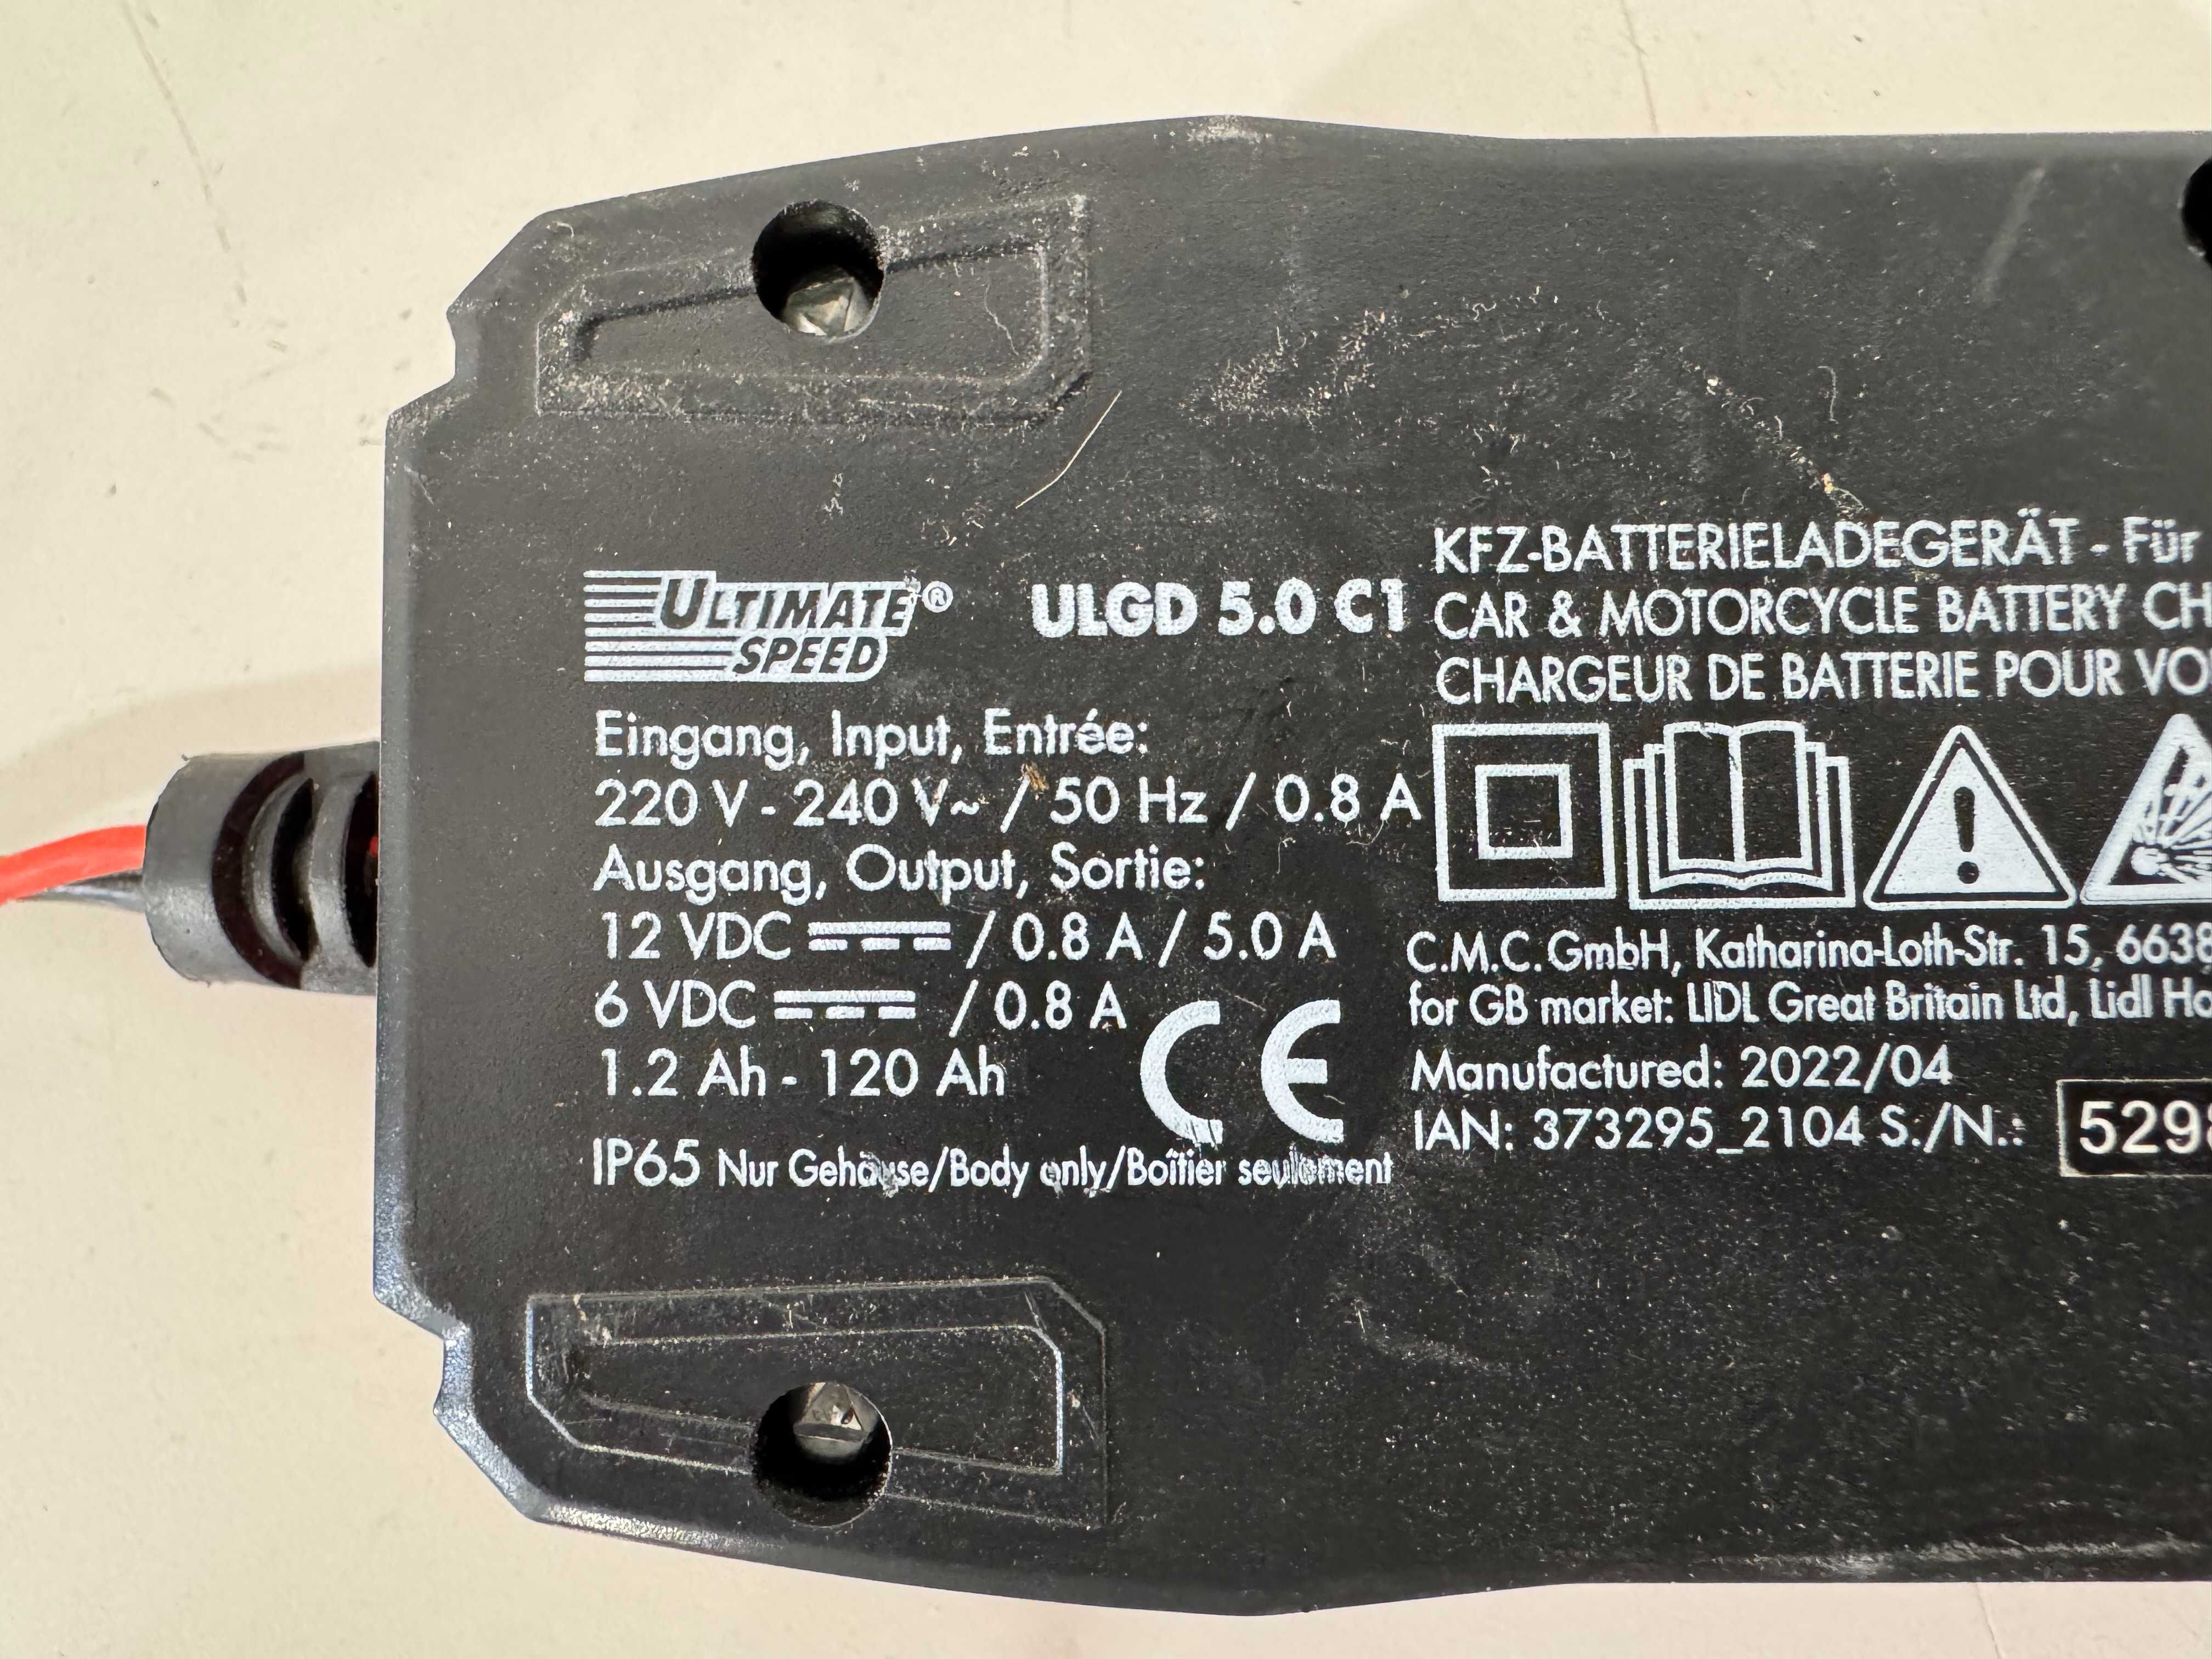 ULTIMATE SPEED® ULGD 5.0 C1
Eingang, Input, Entrée:
220 V - 240 V~ / 50 Hz / 0.8 A
Ausgang, Output, Sortie:
12 VDC / 0.8 A / 5.0 A
6 VDC / 0.8 A
1.2 Ah - 120 Ah
CE
IP65 Nur Gehäuse/Body only/Boîtier seulement
KFZ-BATTERIELADEGERÄT - Für
CAR & MOTORCYCLE BATTERY CH
CHARGEUR DE BATTERIE POUR VO
C.M.C. GmbH, Katharina-Loth-Str. 15, 6638
for GB market: LIDL Great Britain Ltd, Lidl Ho
Manufactured: 2022/04
IAN: 373295_2104 S./N.: 529